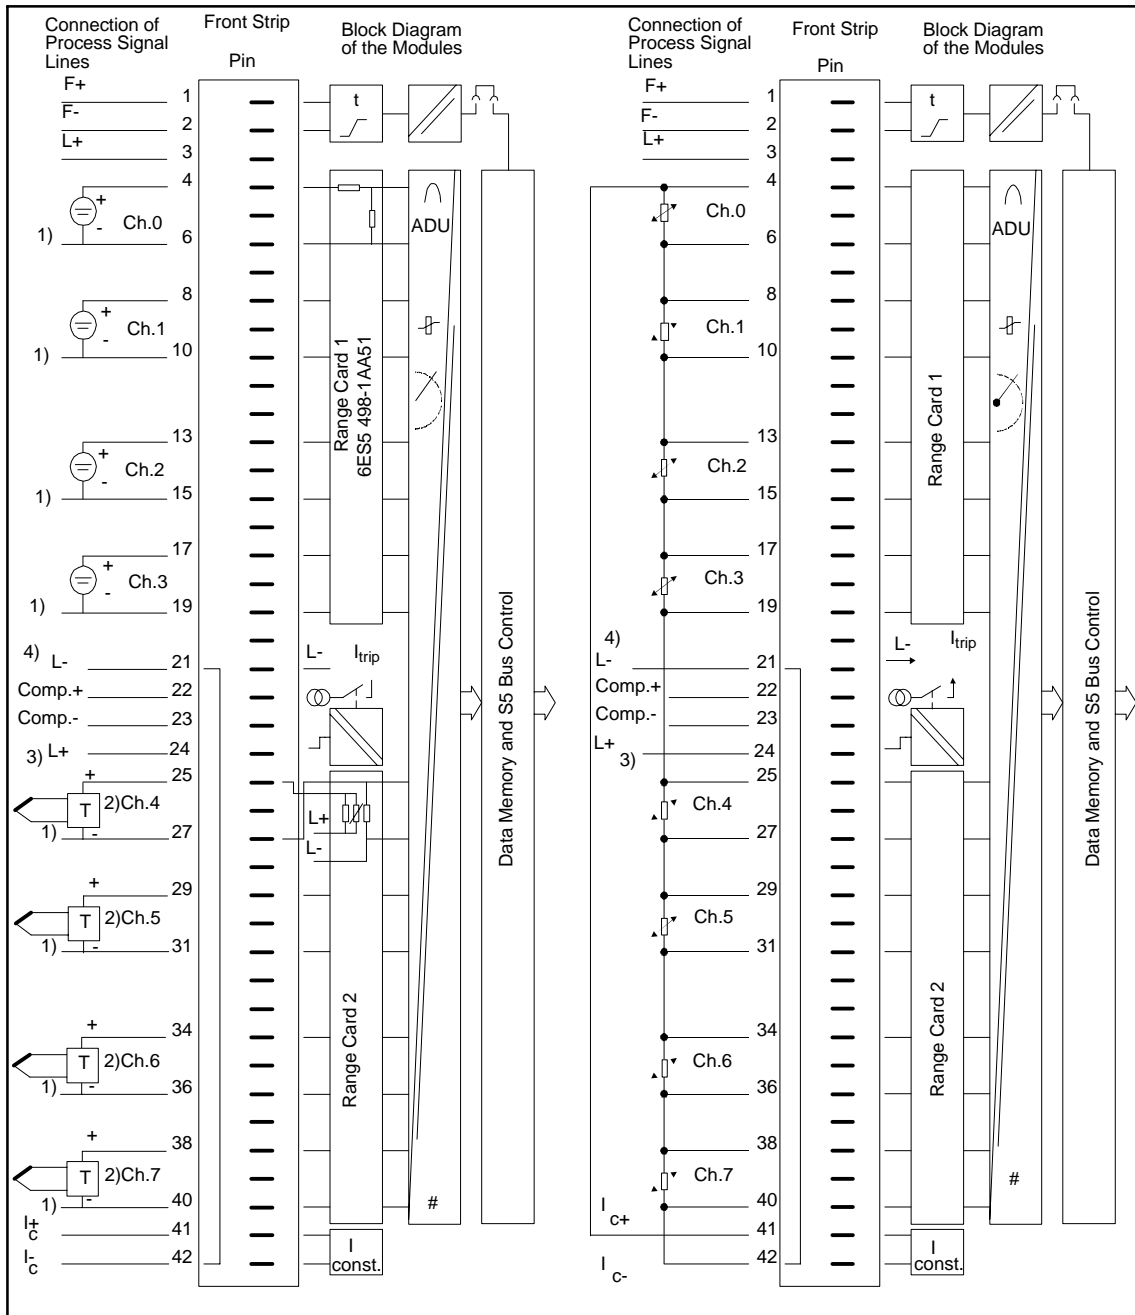 Connection of
Process Signal
Lines
Front Strip
Pin
Block Diagram
of the Modules
F+
1
t
F-
2
L+
3
4
+
Ch.0
ADU
-
1)
6
8
+
Ch.1
-
1)
10
Range Card 1
6ES5 498-1AA51
13
+
Ch.2
-
1)
15
17
+
Ch.3
-
1)
19
Data Memory and S5 Bus Control
4)
L-
21
L-
Itrip
Comp.+
22
Comp.-
23
3)
L+
24
25
+
T
2)Ch.4
L+
1)
-
27
L-
29
+
T
2)Ch.5
1)
-
31
Range Card 2
34
+
T
2)Ch.6
1)
-
36
38
+
T
2)Ch.7
1)
-
40
#
I+
c
41
I
const.
I-
c
42
Connection of
Process Signal
Lines
Front Strip
Pin
Block Diagram
of the Modules
F+
1
t
F-
2
L+
3
4
Ch.0
ADU
6
8
Ch.1
10
Range Card 1
13
Ch.2
15
17
Ch.3
19
Data Memory and S5 Bus Control
4)
L-
21
L-
Itrip
Comp.+
22
Comp.-
23
L+
3)
24
25
Ch.4
27
29
Ch.5
31
Range Card 2
34
Ch.6
36
38
Ch.7
40
#
I
c+
41
I
const.
I
c-
42